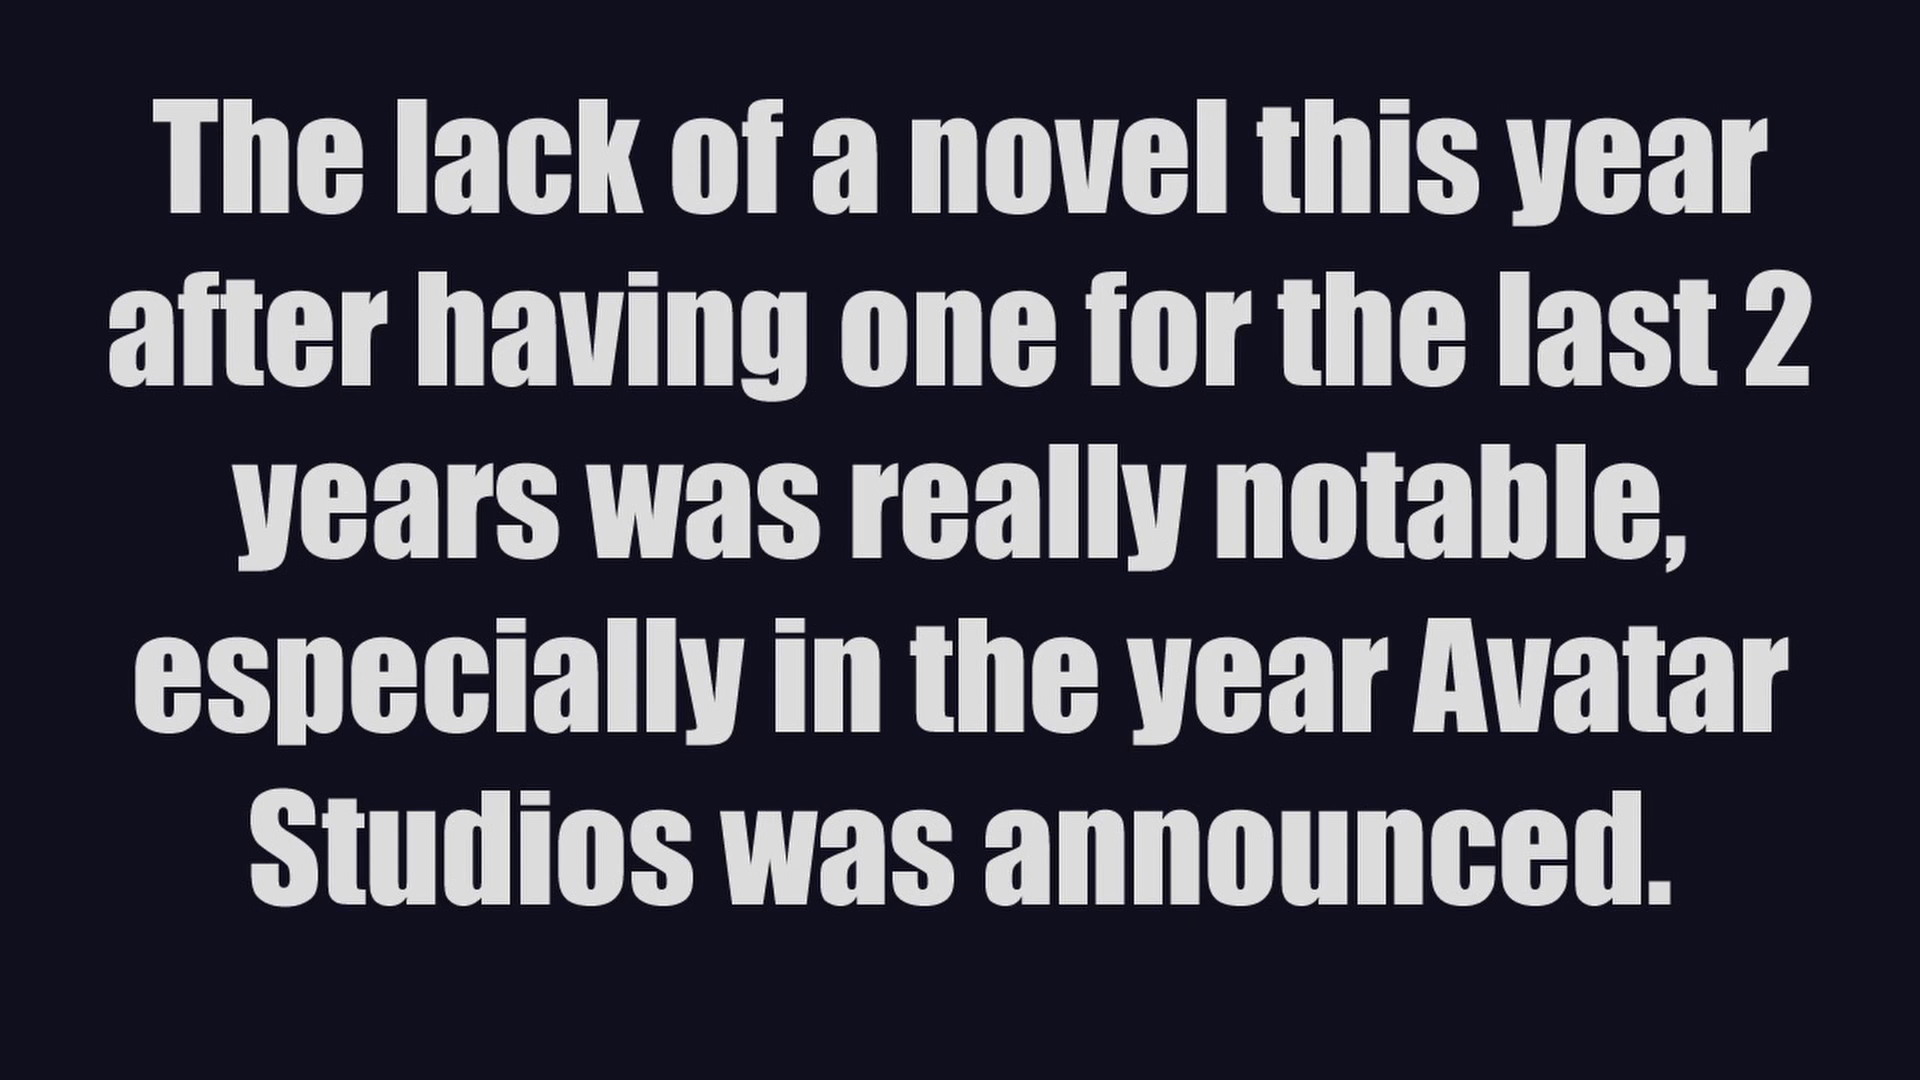 The lack of a novel this year
after having one for the last 2
years was really notable,
especially in the year Avatar
Studios was announced.